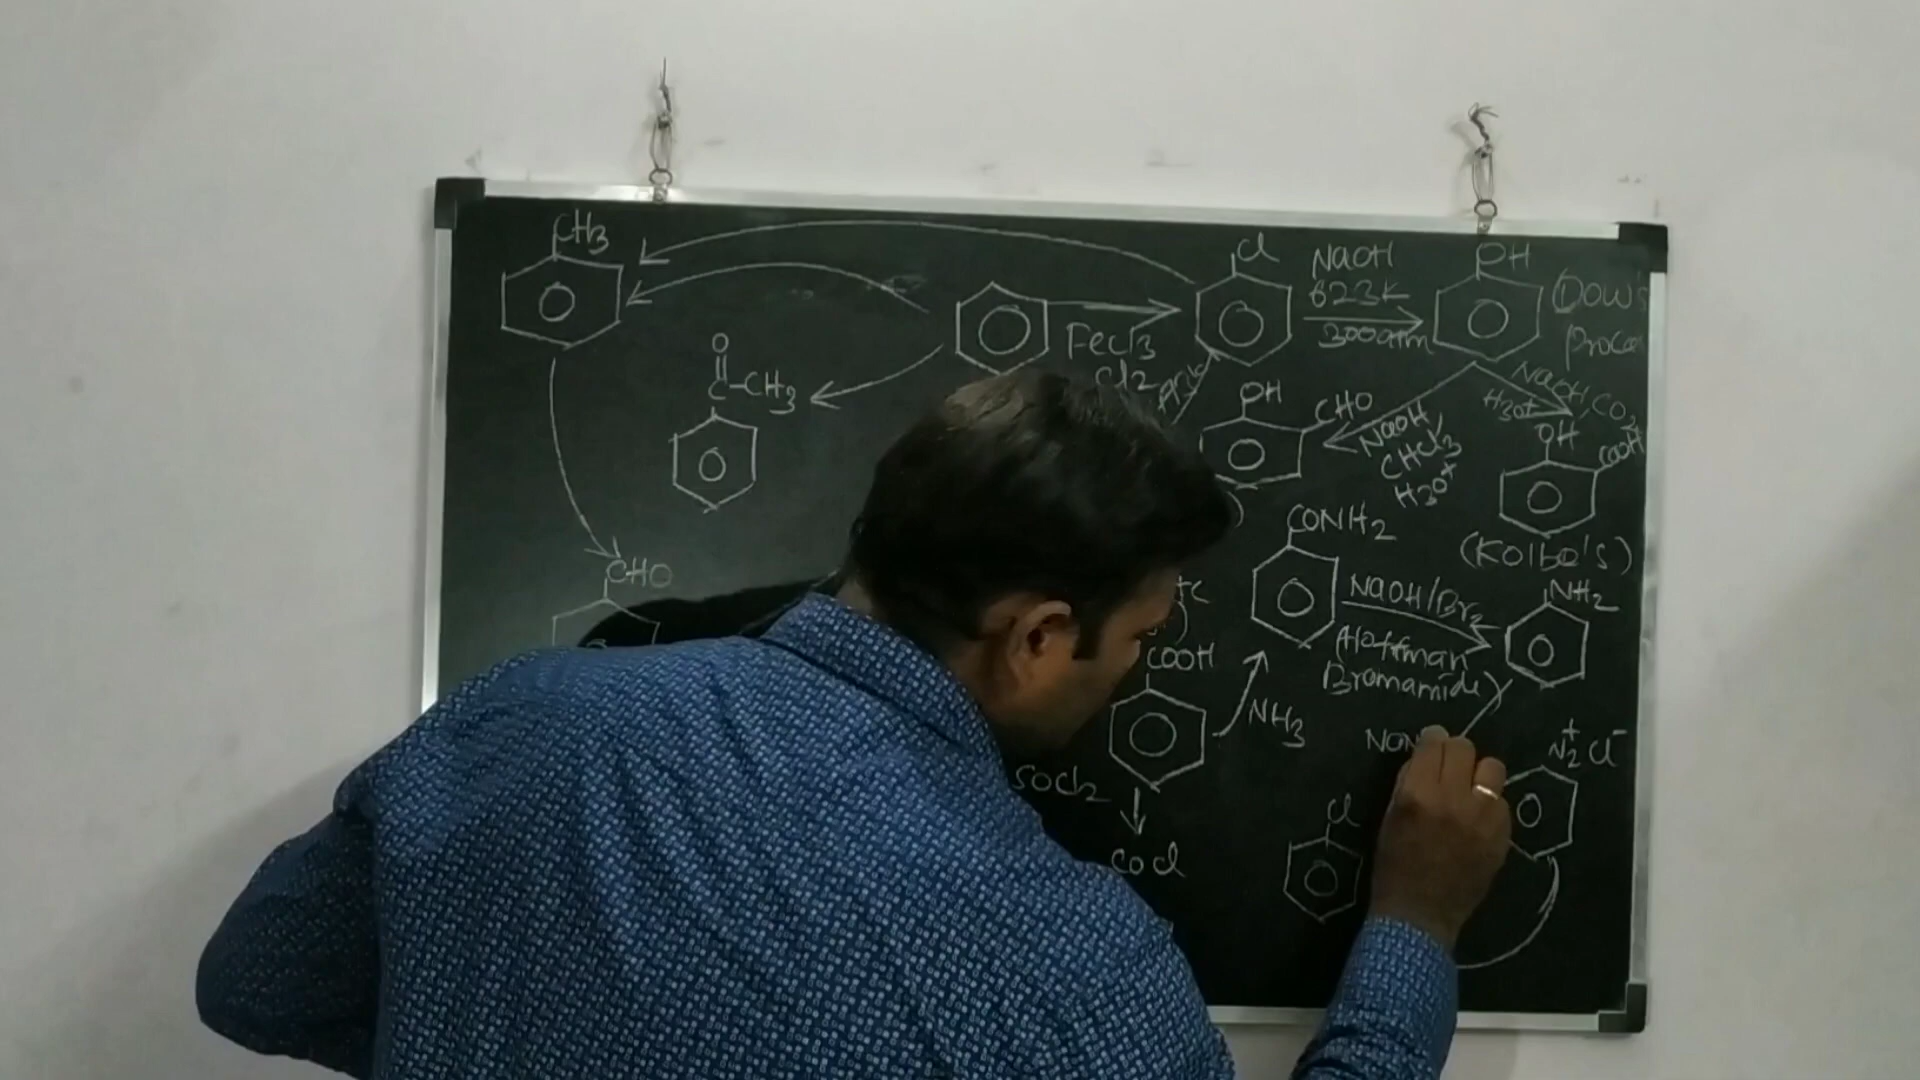 CH3
Cl
NaOH
623K
300atm
OH
(Dow's
FeCl3
Cl2
O
C-CH3
OH
CHO
NaOH,
CHCl3
H3O+
NaOH, CO2
H3O+
OH
COOH
(Kolbe's)
CHO
CONH2
NaOH/Br2
(Hoffman
Bromamide)
NH2
COOH
NH3
SOCl2
COCl
N2+ Cl-
Cl